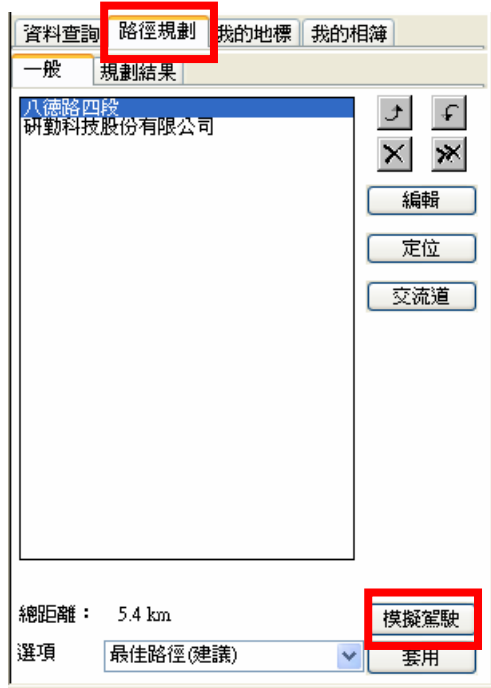 資料查詢 路徑規劃 我的地標 我的相簿
一般 規劃結果
八德路四段
研勤科技股份有限公司
編輯
定位
交流道
總距離： 5.4 km
模擬駕駛
選項 最佳路徑(建議) 套用